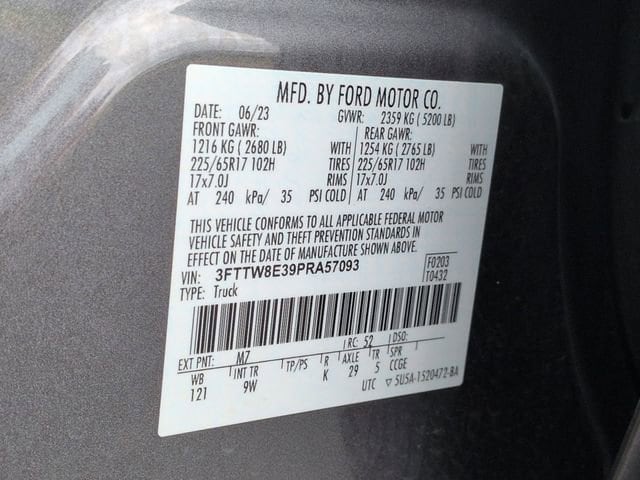 MFD. BY FORD MOTOR CO.
DATE: 06/23 GVWR: 2359 KG ( 5200 LB)
FRONT GAWR: REAR GAWR:
1216 KG ( 2680 LB) WITH 1254 KG ( 2765 LB) WITH
225/65R17 102H TIRES 225/65R17 102H TIRES
17x7.0J RIMS 17x7.0J RIMS
AT 240 kPa/ 35 PSI COLD AT 240 kPa/ 35 PSI COLD
THIS VEHICLE CONFORMS TO ALL APPLICABLE FEDERAL MOTOR
VEHICLE SAFETY AND THEFT PREVENTION STANDARDS IN
EFFECT ON THE DATE OF MANUFACTURE SHOWN ABOVE.
VIN: 3FTTW8E39PRA57093 F0203
TYPE: Truck T0432
EXT PNT: M7 RC: 52 DSO:
WB INT TR TP/PS R AXLE TR SPR
121 9W K 29 5 CCGE
UTC ▽ 5U5A-1520472-BA